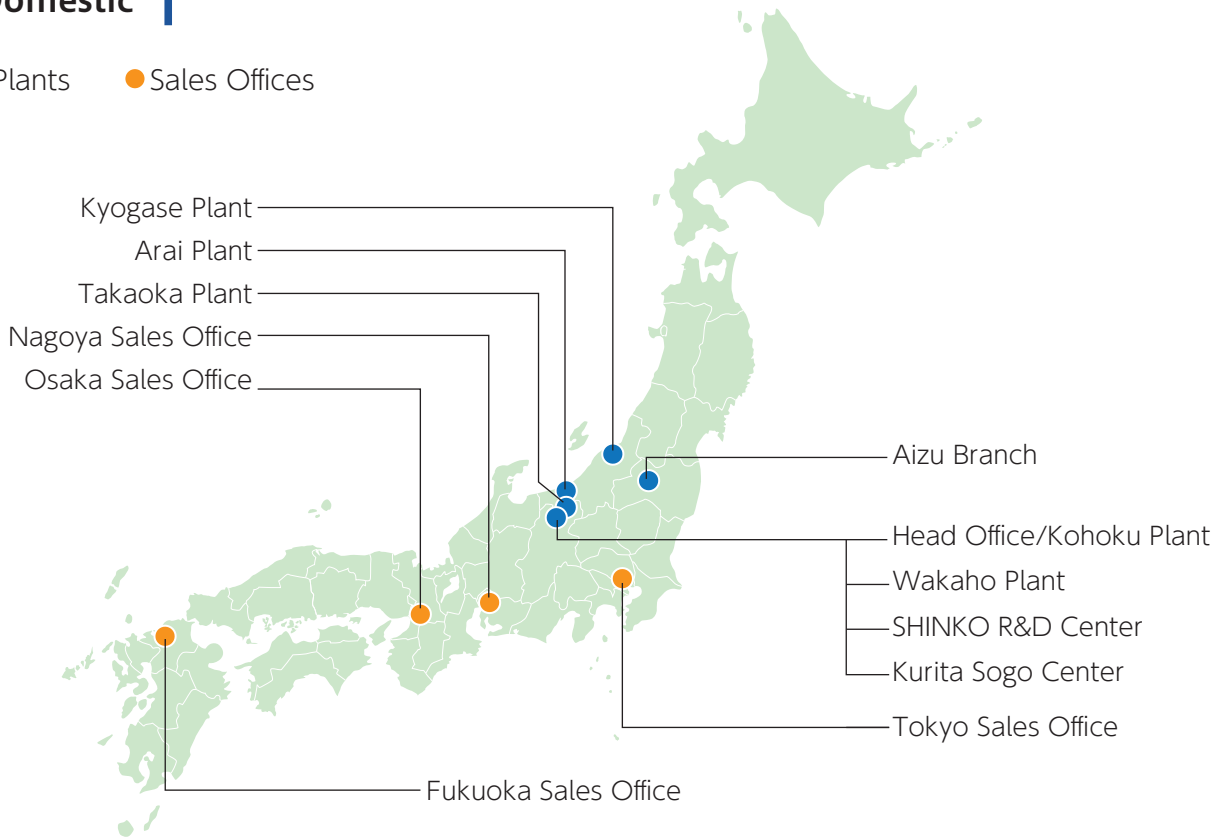 Domestic
Plants
Sales Offices
Kyogase Plant
Arai Plant
Takaoka Plant
Nagoya Sales Office
Osaka Sales Office
Aizu Branch
Head Office/Kohoku Plant
Wakaho Plant
SHINKO R&D Center
Kurita Sogo Center
Tokyo Sales Office
Fukuoka Sales Office